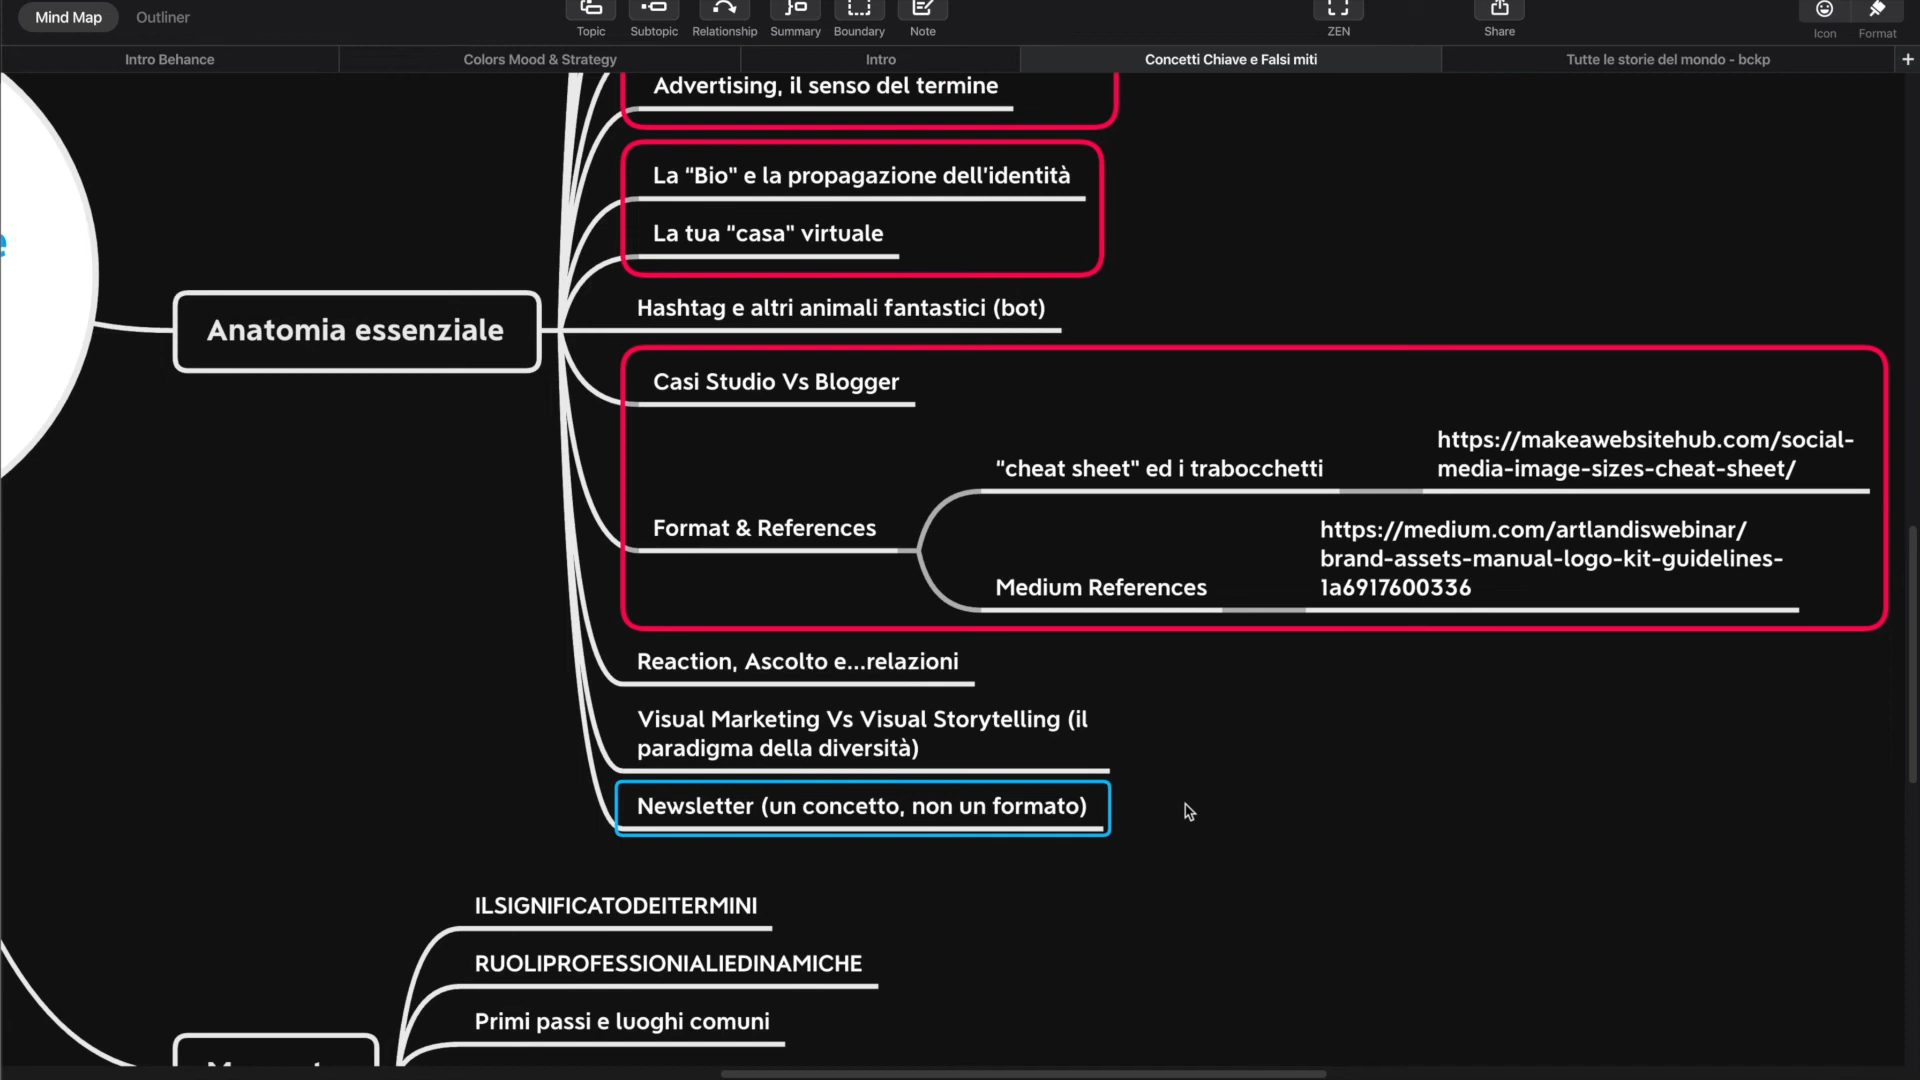 Mind Map
Outliner
Topic
Subtopic
Relationship
Summary
Boundary
Note
ZEN
Share
Icon
Format
Intro Behance
Colors Mood & Strategy
Intro
Concetti Chiave e Falsi miti
Tutte le storie del mondo - bckp
Advertising, il senso del termine
La “Bio” e la propagazione dell'identità
La tua “casa” virtuale
Anatomia essenziale
Hashtag e altri animali fantastici (bot)
Casi Studio Vs Blogger
Format & References
“cheat sheet” ed i trabocchetti
https://makeawebsitehub.com/social-
media-image-sizes-cheat-sheet/
Medium References
https://medium.com/artlandiswebinar/
brand-assets-manual-logo-kit-guidelines-
1a6917600336
Reaction, Ascolto e...relazioni
Visual Marketing Vs Visual Storytelling (il
paradigma della diversità)
Newsletter (un concetto, non un formato)
ILSIGNIFICATODEITERMINI
RUOLIPROFESSIONIALIEDINAMICHE
Primi passi e luoghi comuni